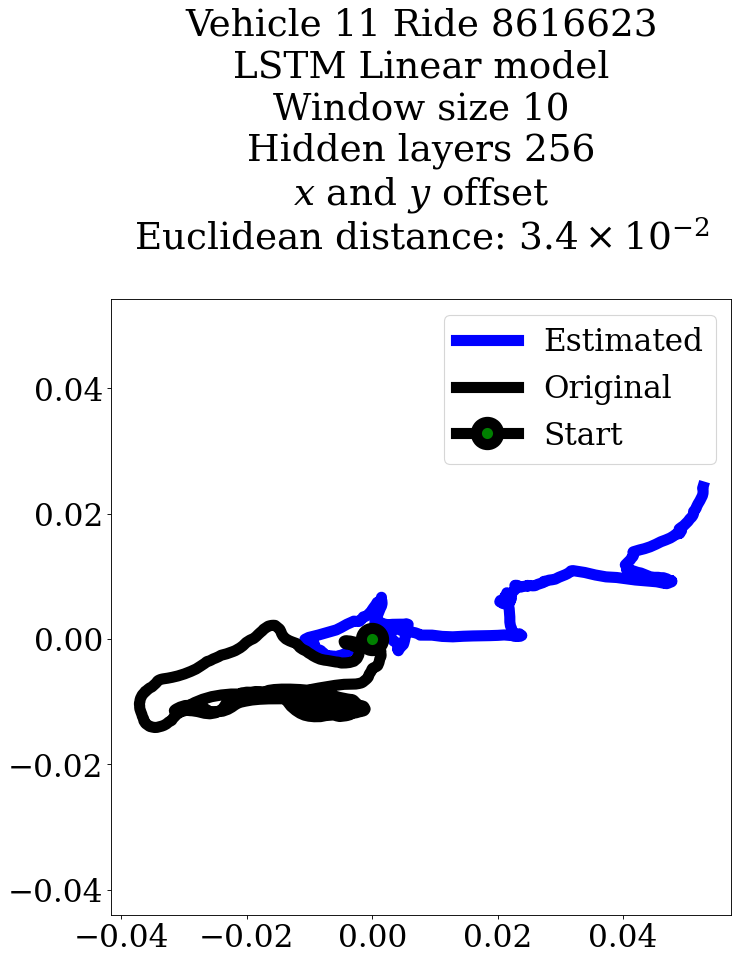 Vehicle 11 Ride 8616623
LSTM Linear model
Window size 10
Hidden layers 256
x and y offset
Euclidean distance: 3.4 × 10⁻²
Estimated
Original
Start
0.04
0.02
0.00
−0.02
−0.04
−0.04 −0.02 0.00 0.02 0.04